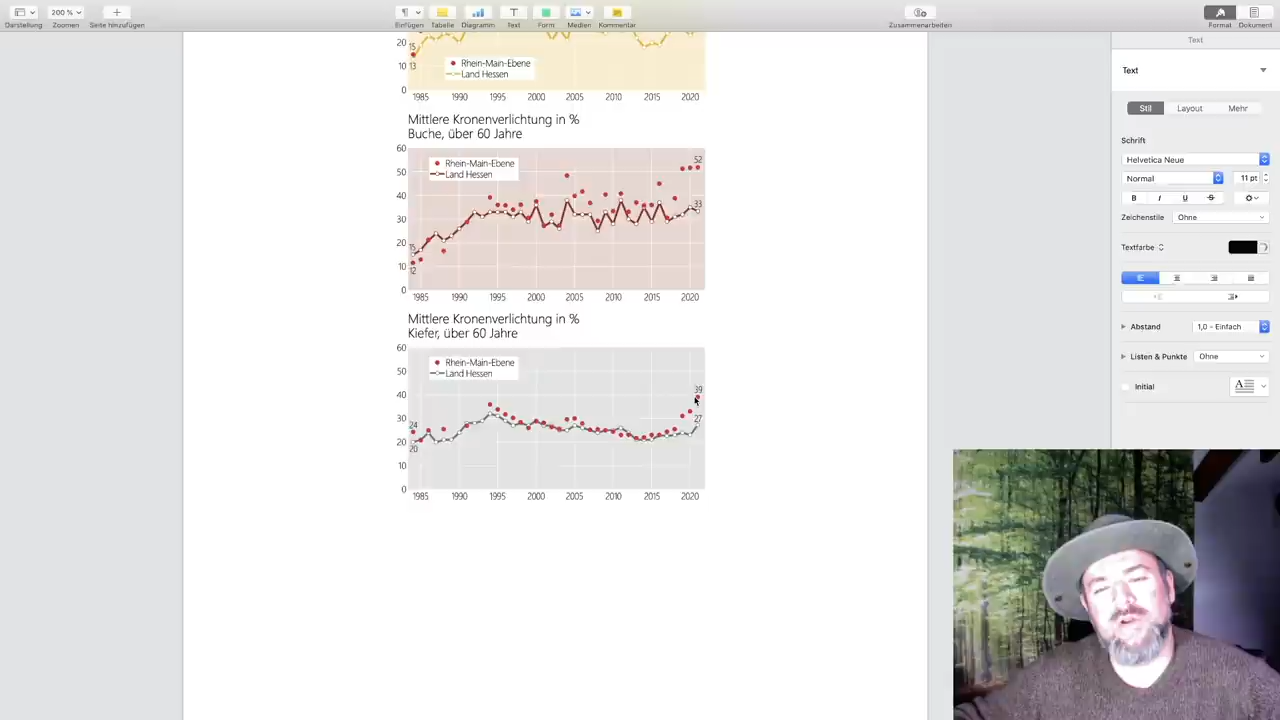 200 %
Darstellung Zoomen Seite hinzufügen
Einfügen Tabelle Diagramm Text Form Medien Kommentar
Zusammenarbeiten
Format Dokument
Text
Text
Stil Layout Mehr
Schrift
Helvetica Neue
Normal 11 pt
B I U S
Zeichenstile Ohne
Textfarbe
Abstand 1,0 - Einfach
Listen & Punkte Ohne
Initial
20 15
10 13
0
Rhein-Main-Ebene
Land Hessen
1985 1990 1995 2000 2005 2010 2015 2020
Mittlere Kronenverlichtung in %
Buche, über 60 Jahre
60
50
40
30
20
10
0
Rhein-Main-Ebene
Land Hessen
52
33
15
12
1985 1990 1995 2000 2005 2010 2015 2020
Mittlere Kronenverlichtung in %
Kiefer, über 60 Jahre
60
50
40
30
20
10
0
Rhein-Main-Ebene
Land Hessen
39
27
24
20
1985 1990 1995 2000 2005 2010 2015 2020